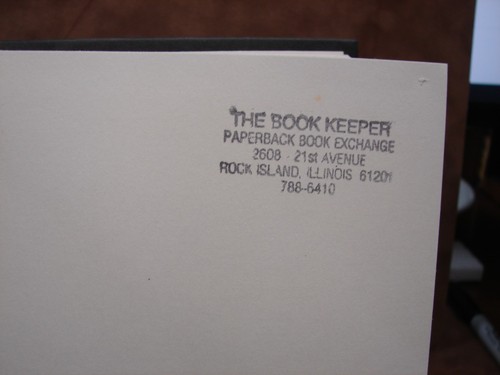 THE BOOK KEEPER
PAPERBACK BOOK EXCHANGE
2608 - 21st AVENUE
ROCK ISLAND, ILLINOIS 61201
788-6410